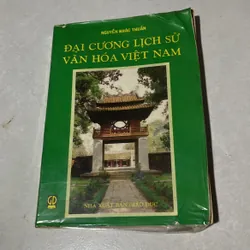 NGUYỄN KHẮC THUẦN
ĐẠI CƯƠNG LỊCH SỬ
VĂN HÓA VIỆT NAM
NHÀ XUẤT BẢN GIÁO DỤC